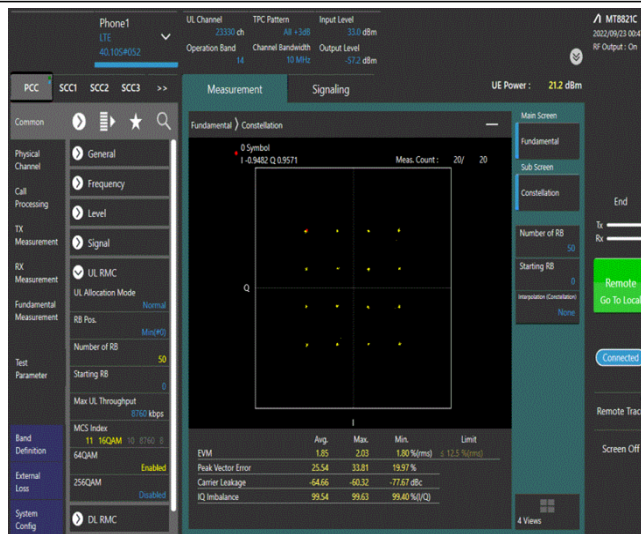 Phone1
LTE
40.105#052
UL Channel
23330 ch
TPC Pattern
All +3dB
Input Level
33.0 dBm
Operation Band
14
Channel Bandwidth
10 MHz
Output Level
-57.2 dBm
MT8821C
2022/09/23 00:4
RF Output : On
PCC SCC1 SCC2 SCC3 >>
Measurement
Signaling
UE Power : 21.2 dBm
Common
Physical
Channel
Call
Processing
TX
Measurement
RX
Measurement
Fundamental
Measurement
Test
Parameter
Band
Definition
External
Loss
System
Config
General
Frequency
Level
Signal
UL RMC
UL Allocation Mode
Normal
RB Pos.
Min(#0)
Number of RB
50
Starting RB
0
Max UL Throughput
8760 kbps
MCS Index
11 16QAM 10 8760 8
64QAM
Enabled
256QAM
Disabled
DL RMC
Fundamental ⟩ Constellation
0 Symbol
I -0.9482 Q 0.9571
Meas. Count : 20/ 20
Q
I
Avg. Max. Min. Limit
EVM 1.85 2.03 1.80 %(rms) ≤ 12.5 %(rms)
Peak Vector Error 25.54 33.81 19.97 %
Carrier Leakage -64.66 -60.32 -77.67 dBc
IQ Imbalance 99.54 99.63 99.40 %(I/Q)
Main Screen
Fundamental
Sub Screen
Constellation
Number of RB
50
Starting RB
0
Interpolation (Constellation)
None
4 Views
End
Tx
Rx
Remote
Go To Local
Connected
Remote Trac
Screen Off